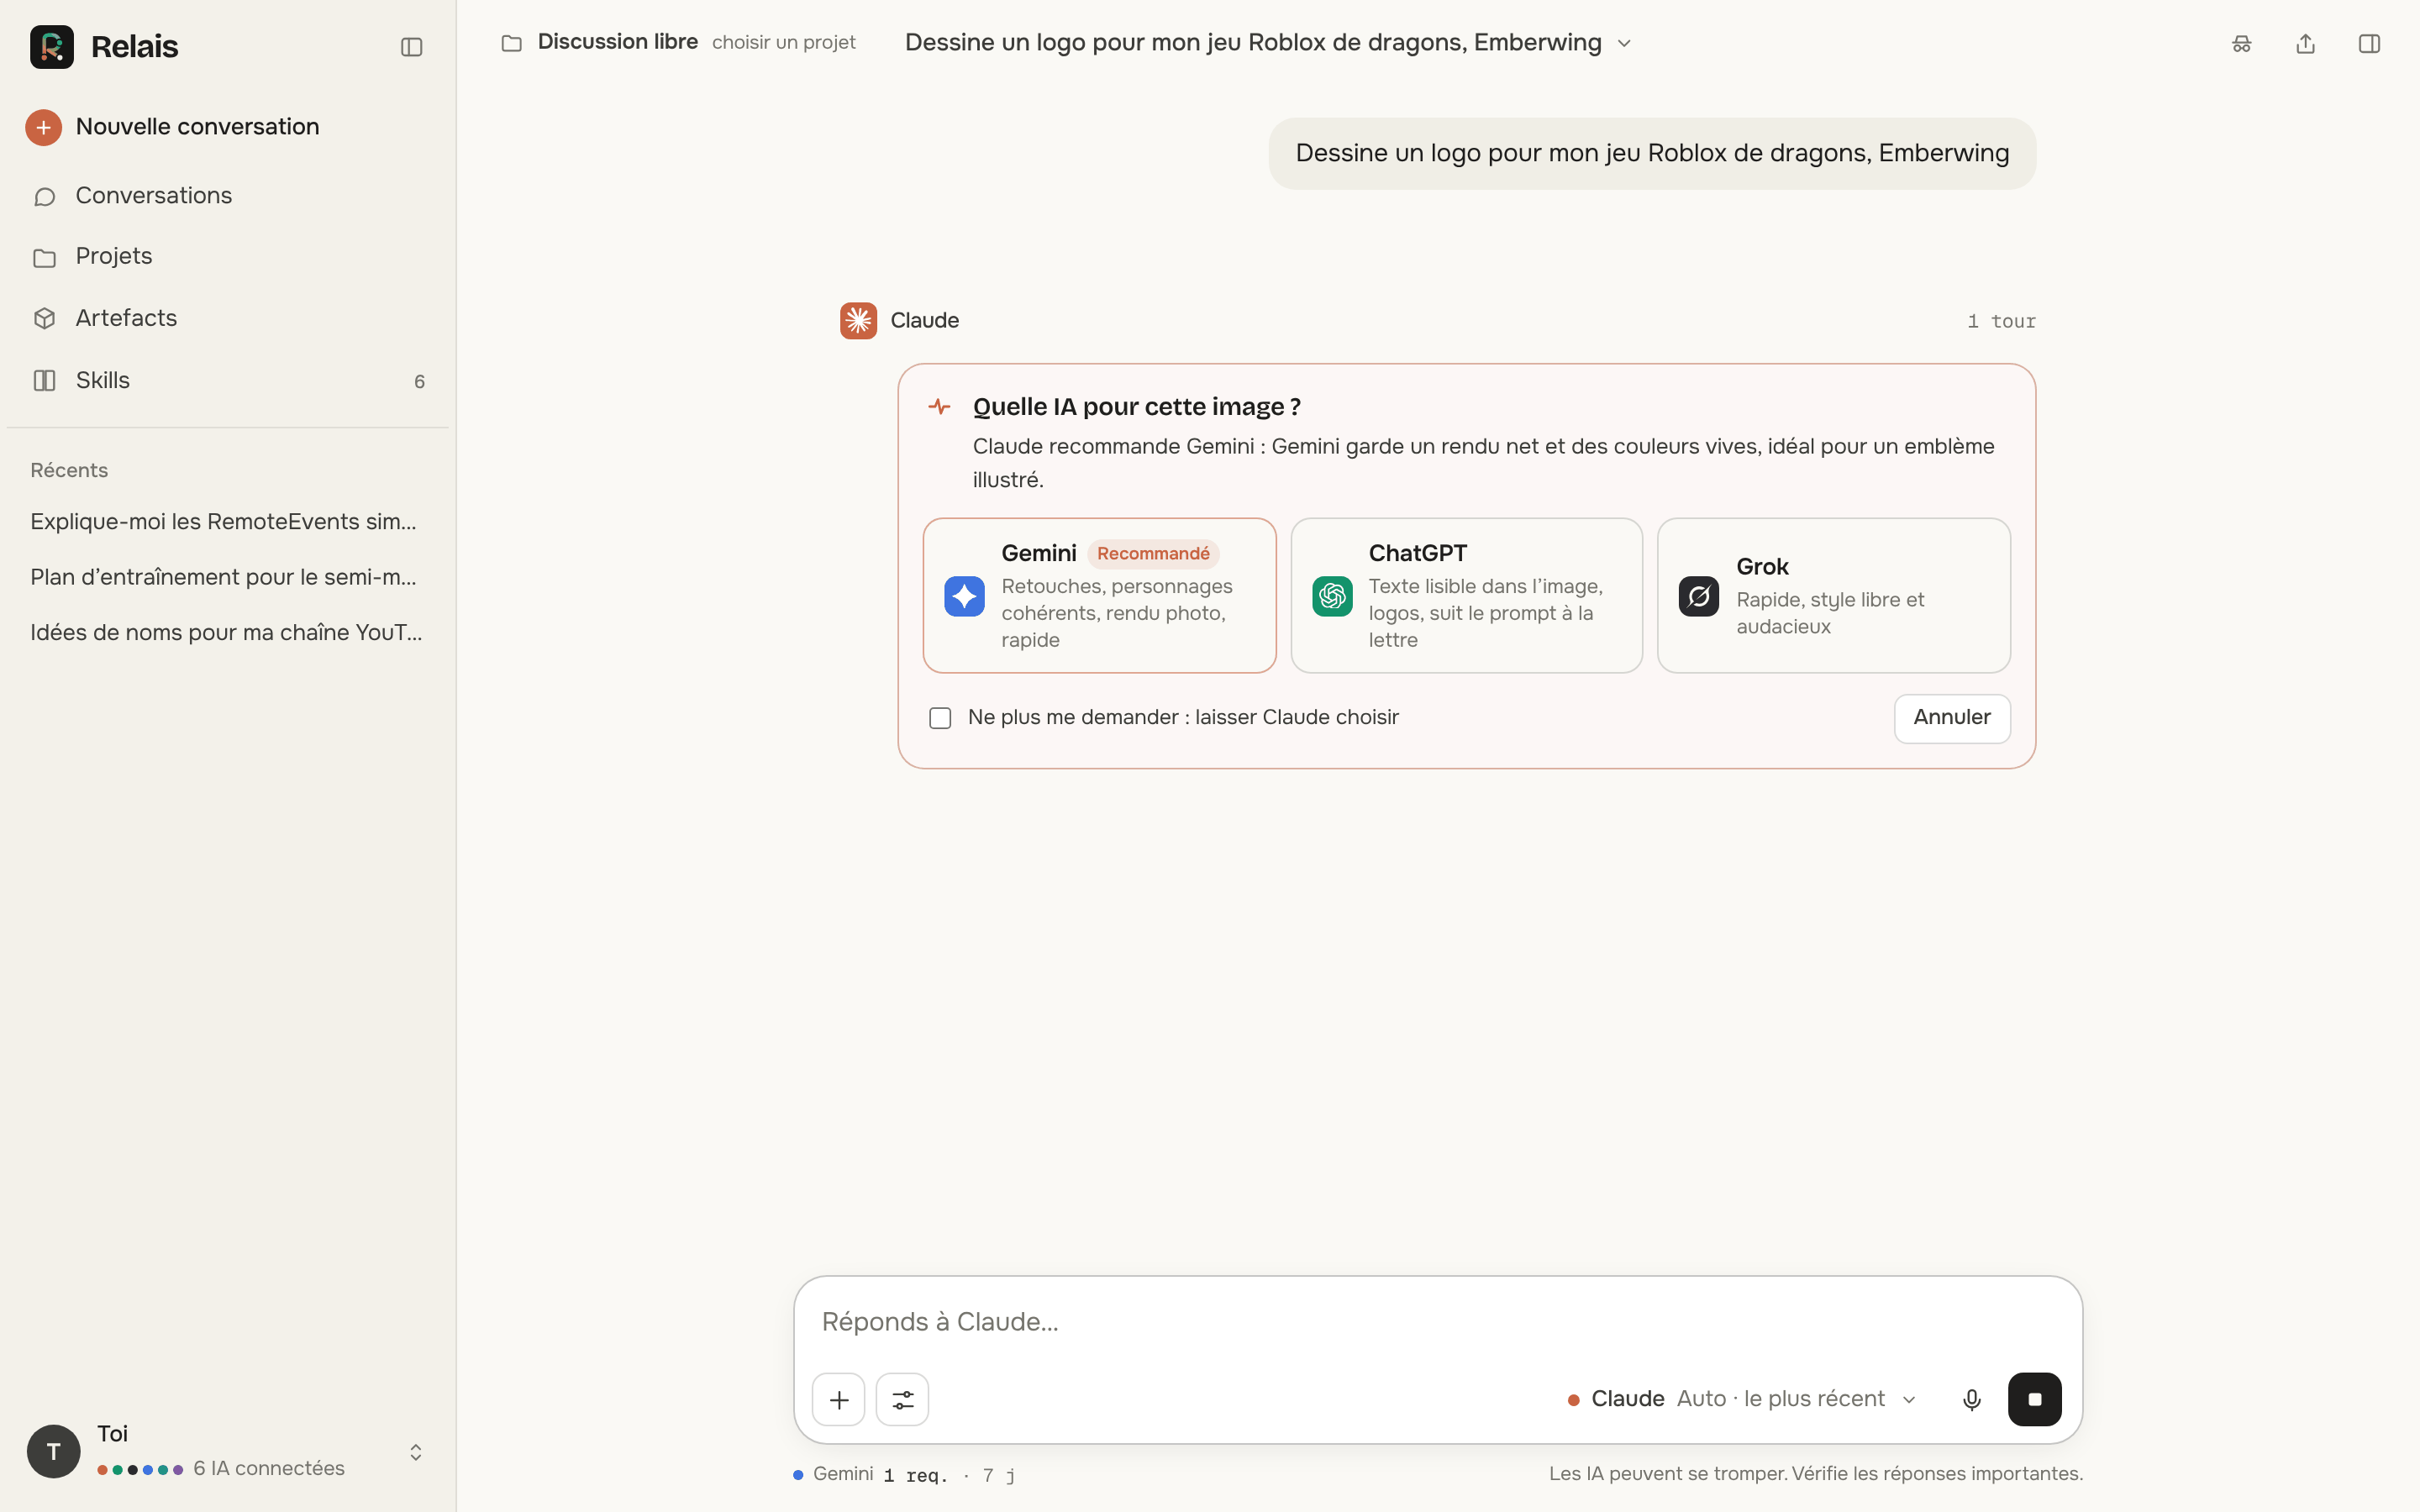 Relais
Nouvelle conversation
Conversations
Projets
Artefacts
Skills 6
Récents
Explique-moi les RemoteEvents sim...
Plan d’entraînement pour le semi-m...
Idées de noms pour ma chaîne YouT...
T
Toi
6 IA connectées
Discussion libre choisir un projet
Dessine un logo pour mon jeu Roblox de dragons, Emberwing
Dessine un logo pour mon jeu Roblox de dragons, Emberwing
Claude
1 tour
Quelle IA pour cette image ?
Claude recommande Gemini : Gemini garde un rendu net et des couleurs vives, idéal pour un emblème
illustré.
Gemini Recommandé
Retouches, personnages
cohérents, rendu photo,
rapide
ChatGPT
Texte lisible dans l’image,
logos, suit le prompt à la
lettre
Grok
Rapide, style libre et
audacieux
Ne plus me demander : laisser Claude choisir
Annuler
Réponds à Claude...
Claude Auto · le plus récent
Gemini 1 req. · 7 j
Les IA peuvent se tromper. Vérifie les réponses importantes.